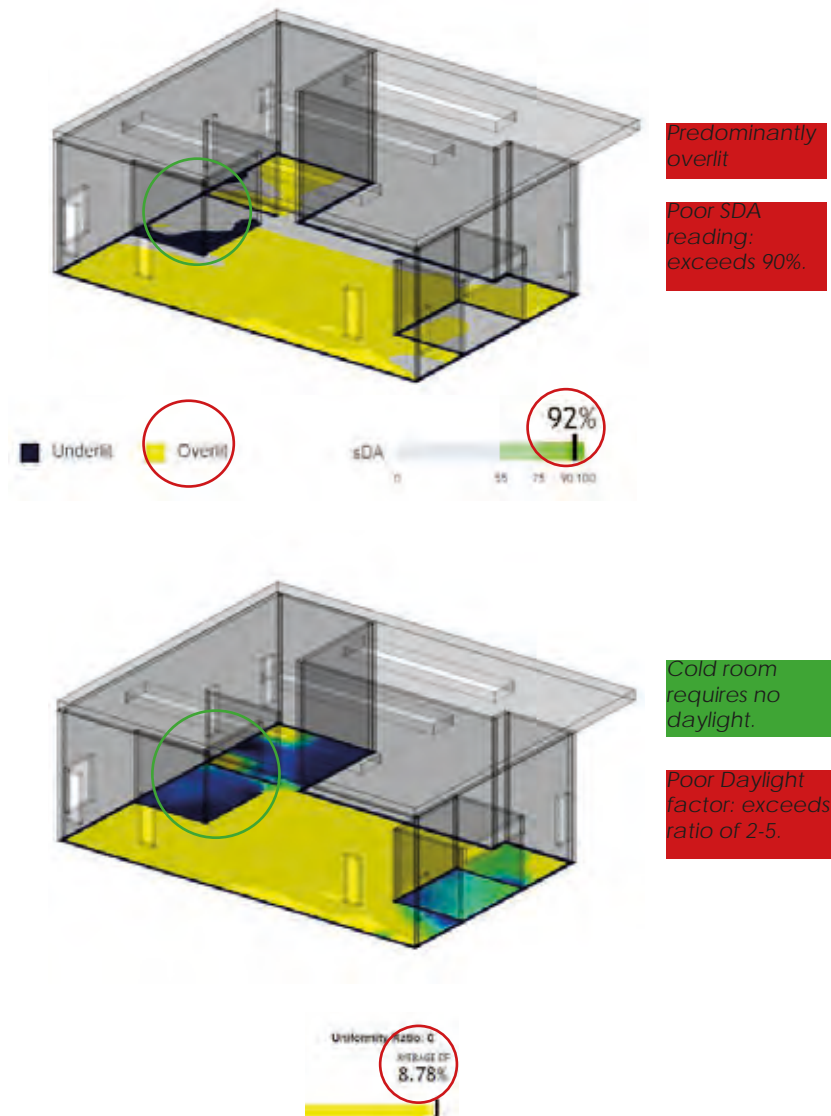 Predominantly
overlit
Poor SDA
reading:
exceeds 90%.
92%
Underlit
Overlit
sDA
0 55 75 90 100
Cold room
requires no
daylight.
Poor Daylight
factor: exceeds
ratio of 2-5.
Uniformity Ratio: 0
AVERAGE DF
8.78%